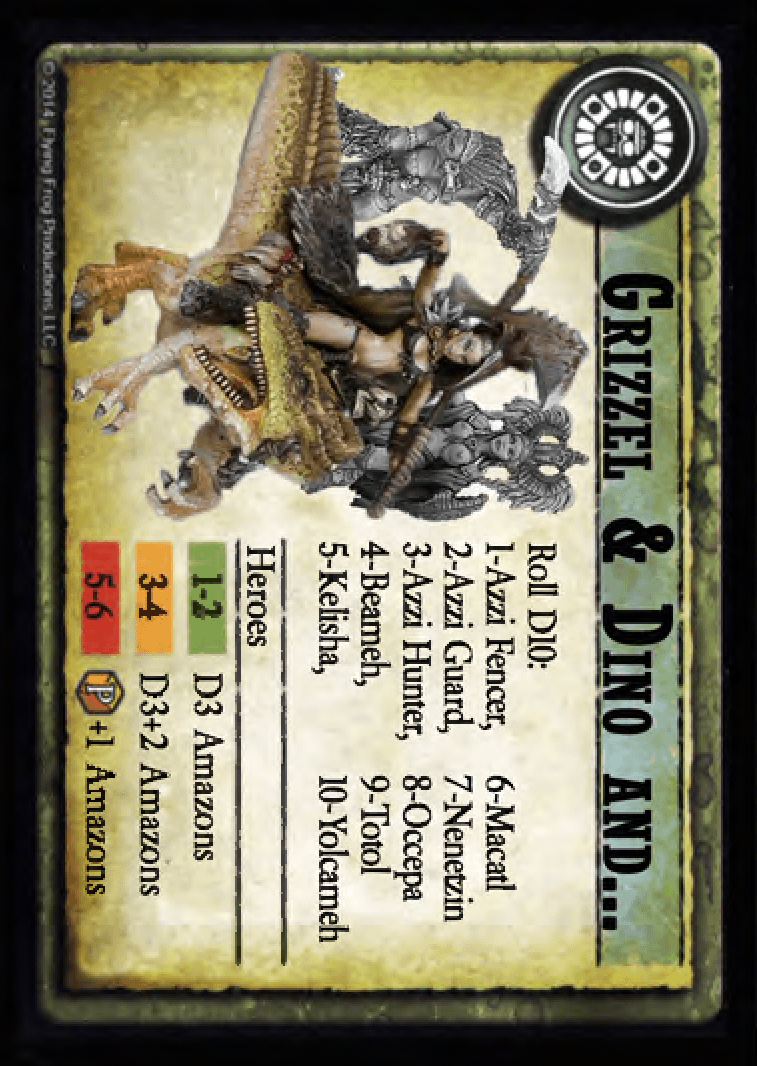 GRIZZEL & DINO AND...
Roll D10:
1-Azzi Fencer, 6-Macatl
2-Azzi Guard, 7-Nenetzin
3-Azzi Hunter, 8-Occepa
4-Beameh, 9-Totol
5-Kelisha, 10-Yolcameh
Heroes
1-2 D3 Amazons
3-4 D3+2 Amazons
5-6 P +1 Amazons
© 2014, Flying Frog Productions LLC